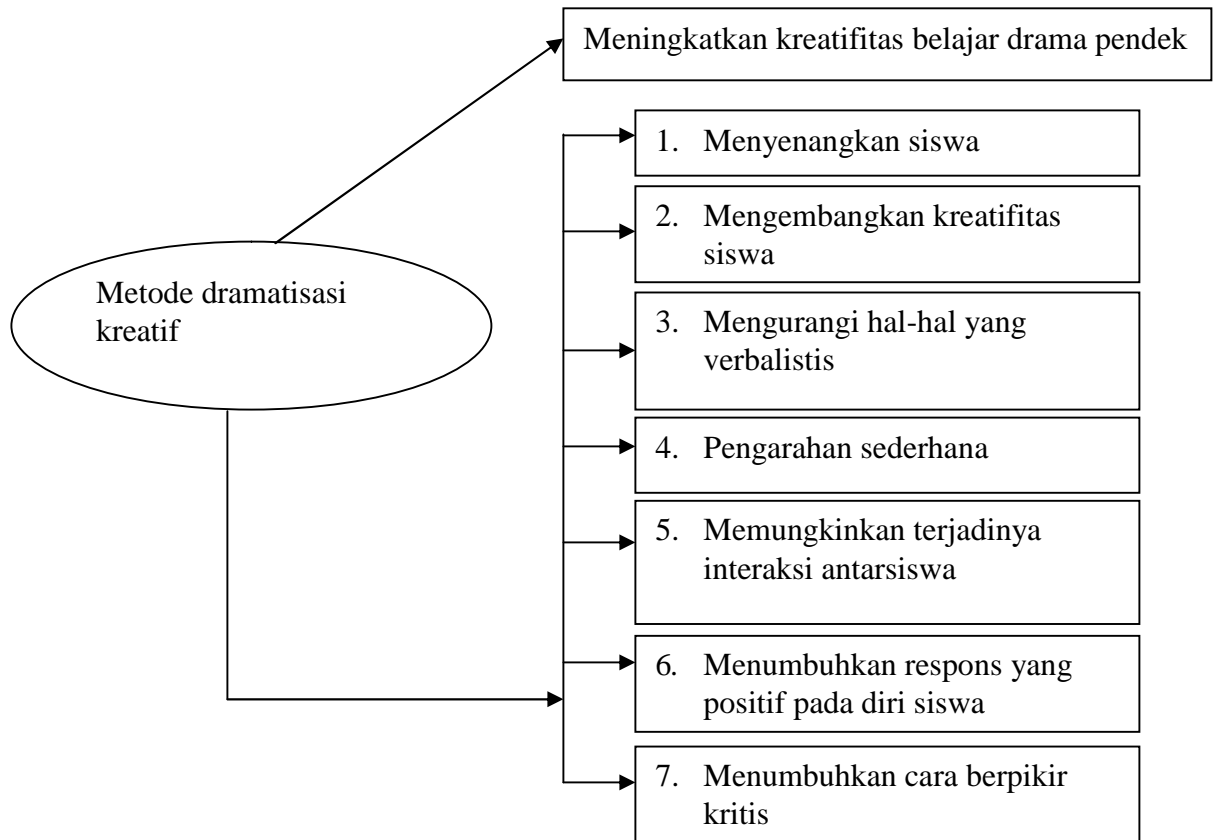 Meningkatkan kreatifitas belajar drama pendek
Metode dramatisasi
kreatif
1. Menyenangkan siswa
2. Mengembangkan kreatifitas
siswa
3. Mengurangi hal-hal yang
verbalistis
4. Pengarahan sederhana
5. Memungkinkan terjadinya
interaksi antarsiswa
6. Menumbuhkan respons yang
positif pada diri siswa
7. Menumbuhkan cara berpikir
kritis